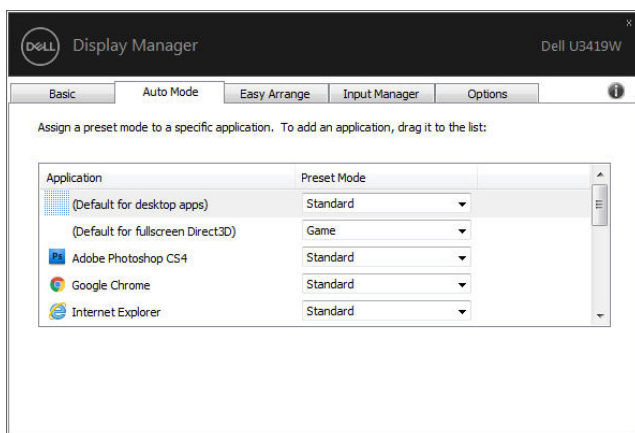 x
DELL Display Manager Dell U3419W
Basic Auto Mode Easy Arrange Input Manager Options i
Assign a preset mode to a specific application. To add an application, drag it to the list:
Application Preset Mode
(Default for desktop apps) Standard
(Default for fullscreen Direct3D) Game
Ps Adobe Photoshop CS4 Standard
Google Chrome Standard
Internet Explorer Standard